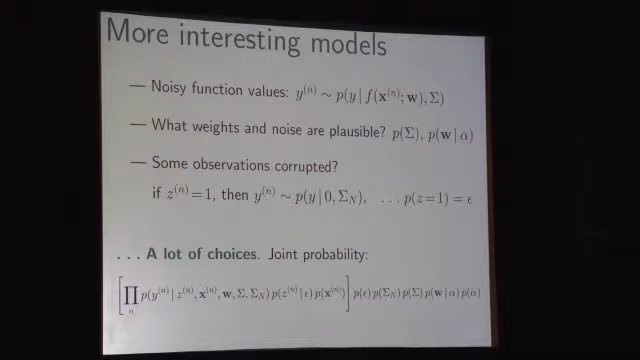 More interesting models
— Noisy function values: y⁽ⁿ⁾ ∼ p(y | f(x⁽ⁿ⁾; w), Σ)
— What weights and noise are plausible? p(Σ), p(w | α)
— Some observations corrupted?
if z⁽ⁿ⁾ = 1, then y⁽ⁿ⁾ ∼ p(y | 0, Σ_N), ... p(z = 1) = ϵ
... A lot of choices. Joint probability:
[∏_n p(y⁽ⁿ⁾ | z⁽ⁿ⁾, x⁽ⁿ⁾, w, Σ, Σ_N) p(z⁽ⁿ⁾ | ϵ) p(x⁽ⁿ⁾)] p(ϵ) p(Σ_N) p(Σ) p(w | α) p(α)